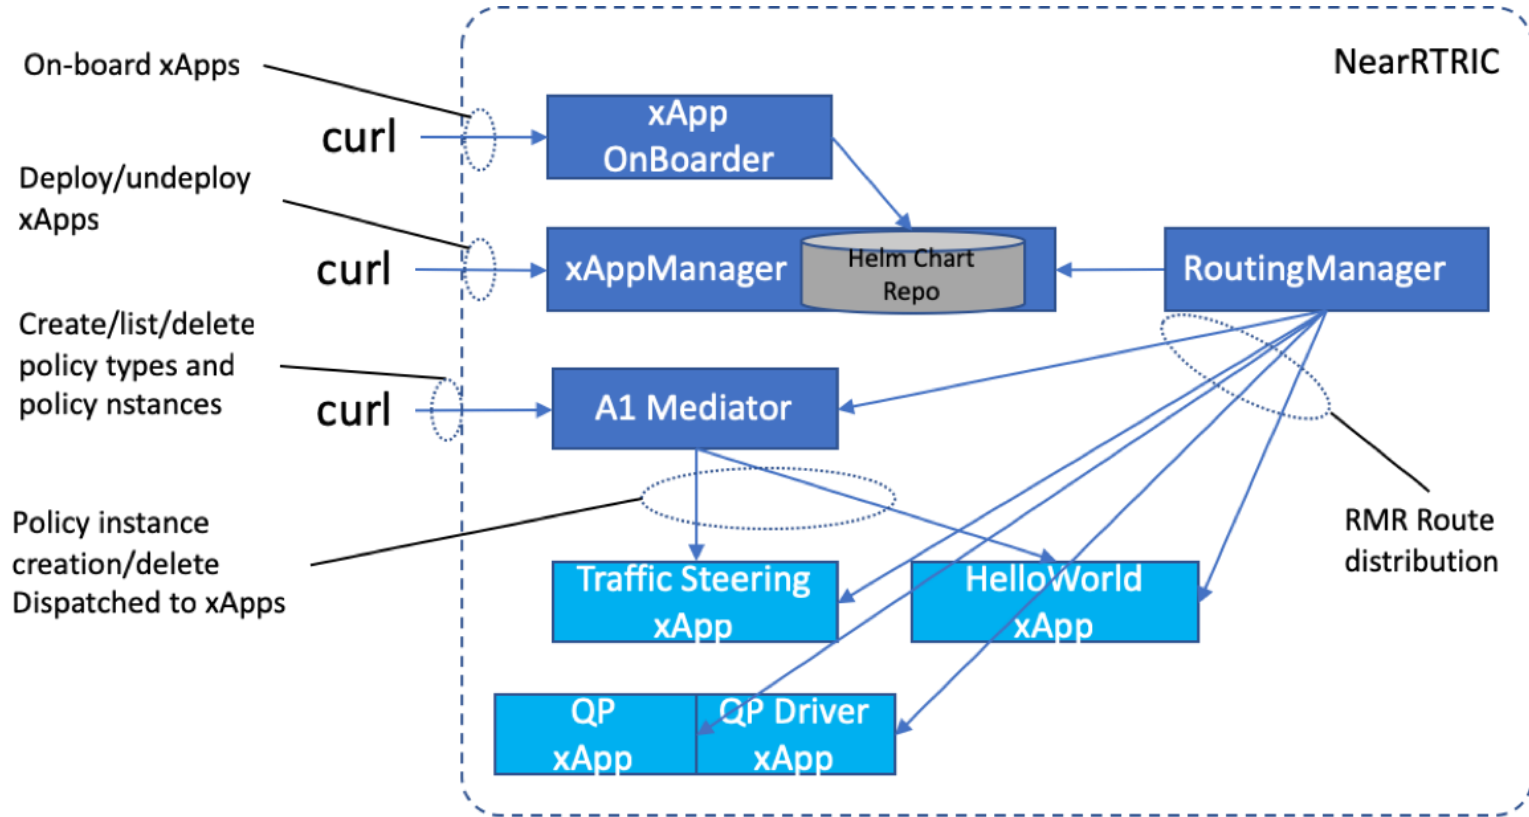 NearRTRIC
On-board xApps
curl
xApp
OnBoarder
Deploy/undeploy
xApps
curl
xAppManager
Helm Chart
Repo
RoutingManager
Create/list/delete
policy types and
policy nstances
curl
A1 Mediator
Policy instance
creation/delete
Dispatched to xApps
RMR Route
distribution
Traffic Steering
xApp
HelloWorld
xApp
QP
xApp
QP Driver
xApp